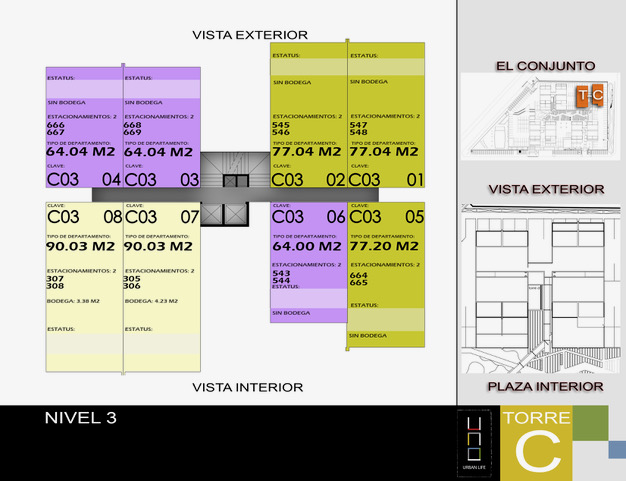 VISTA EXTERIOR
ESTATUS:
SIN BODEGA
ESTACIONAMIENTOS: 2
666
667
TIPO DE DEPARTAMENTO:
64.04 M2
CLAVE:
C03 04
ESTATUS:
SIN BODEGA
ESTACIONAMIENTOS: 2
668
669
TIPO DE DEPARTAMENTO:
64.04 M2
CLAVE:
C03 03
ESTATUS:
SIN BODEGA
ESTACIONAMIENTOS: 2
545
546
TIPO DE DEPARTAMENTO:
77.04 M2
CLAVE:
C03 02
ESTATUS:
SIN BODEGA
ESTACIONAMIENTOS: 2
547
548
TIPO DE DEPARTAMENTO:
77.04 M2
CLAVE:
C03 01
CLAVE:
C03 08
TIPO DE DEPARTAMENTO:
90.03 M2
ESTACIONAMIENTOS: 2
307
308
BODEGA: 3.38 M2
ESTATUS:
CLAVE:
C03 07
TIPO DE DEPARTAMENTO:
90.03 M2
ESTACIONAMIENTOS: 2
305
306
BODEGA: 4.23 M2
ESTATUS:
CLAVE:
C03 06
TIPO DE DEPARTAMENTO:
64.00 M2
ESTACIONAMIENTOS: 2
543
544
ESTATUS:
SIN BODEGA
CLAVE:
C03 05
TIPO DE DEPARTAMENTO:
77.20 M2
ESTACIONAMIENTOS: 2
664
665
ESTATUS:
SIN BODEGA
VISTA INTERIOR
EL CONJUNTO
T-C
VISTA EXTERIOR
PLAZA INTERIOR
NIVEL 3
uno
URBAN LIFE
TORRE
C